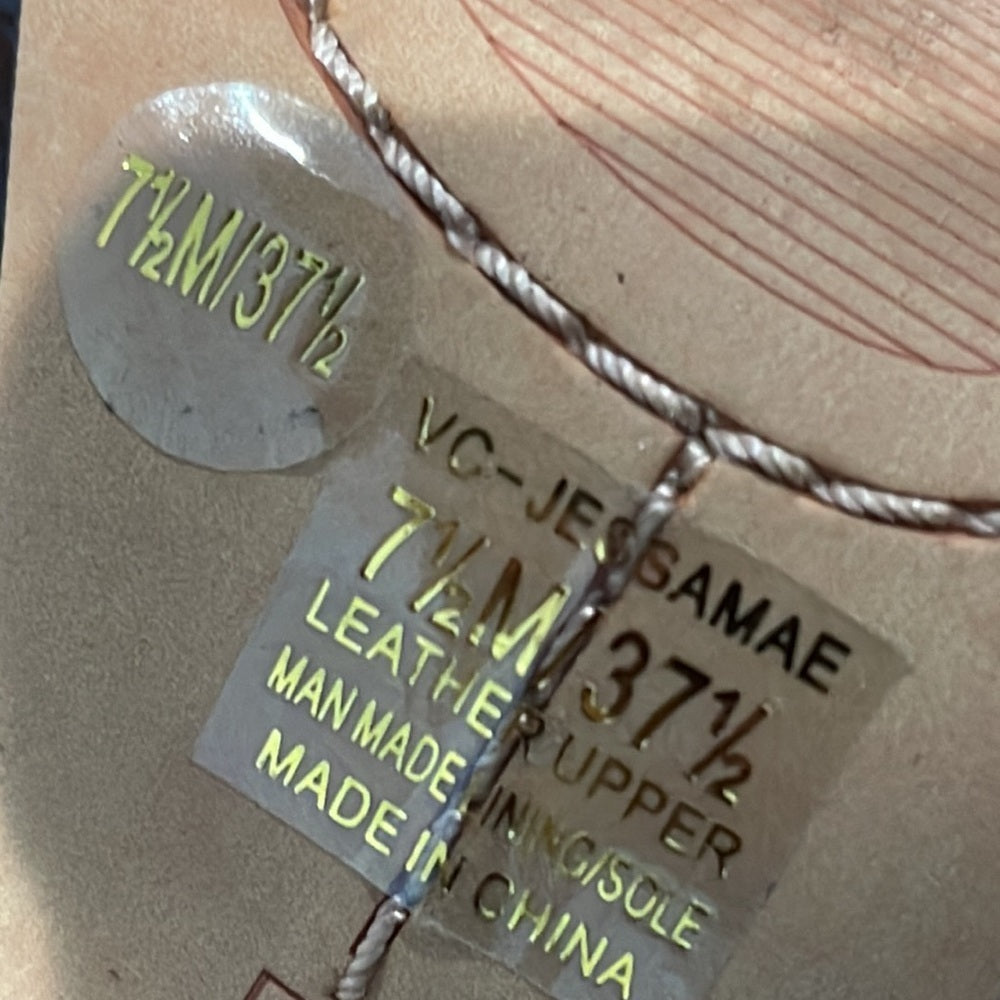 7½M/37½
VC-JESSAMAE
7½M/37½
LEATHER UPPER
MAN MADE LINING/SOLE
MADE IN CHINA